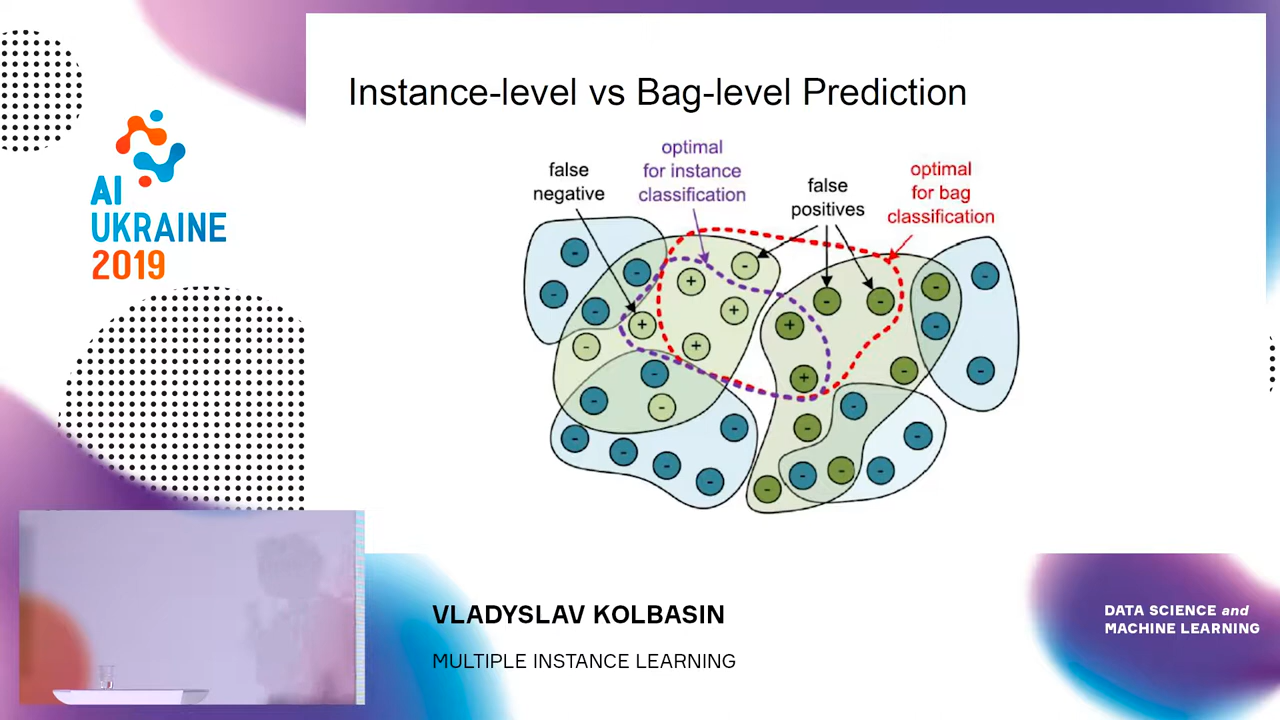 Instance-level vs Bag-level Prediction
false
negative
optimal
for instance
classification
false
positives
optimal
for bag
classification
AI
UKRAINE
2019
VLADYSLAV KOLBASIN
MULTIPLE INSTANCE LEARNING
DATA SCIENCE and
MACHINE LEARNING